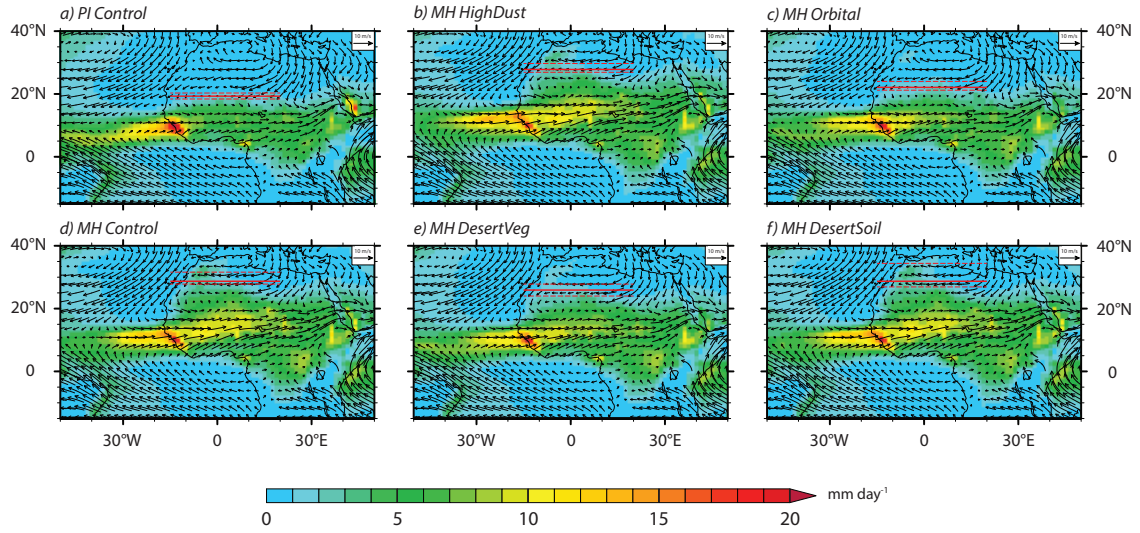 a) PI Control
b) MH HighDust
c) MH Orbital
40°N
10 m/s
10 m/s
10 m/s
40°N
20°N
20°N
0
0
d) MH Control
e) MH DesertVeg
f) MH DesertSoil
40°N
10 m/s
10 m/s
10 m/s
40°N
20°N
20°N
0
0
30°W 0 30°E
30°W 0 30°E
30°W 0 30°E
mm day⁻¹
0 5 10 15 20